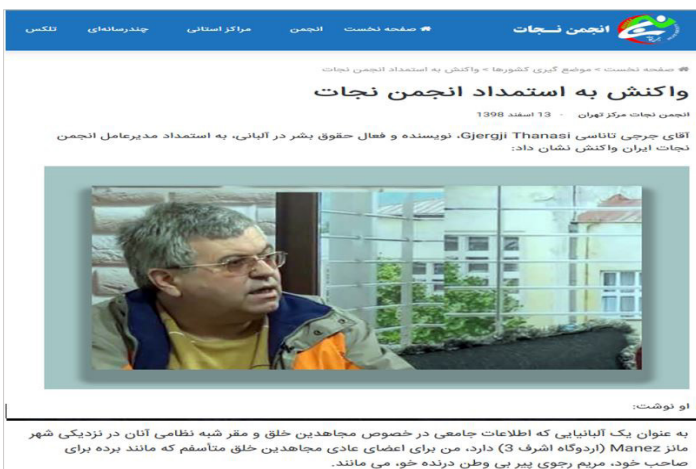 انجمن نـجات
صفحه نخست انجمن مراکز استانی چندرسانه‌ای تلکس
صفحه نخست > موضع گیری کشورها > واکنش به استمداد انجمن نجات
واکنش به استمداد انجمن نجات
انجمن نجات مرکز تهران · 13 اسفند 1398
آقای جرجی تاناسی Gjergji Thanasi، نویسنده و فعال حقوق بشر در آلبانی، به استمداد مدیرعامل انجمن
نجات ایران واکنش نشان داد:
او نوشت:
به عنوان یک آلبانیایی که اطلاعات جامعی در خصوص مجاهدین خلق و مقر شبه نظامی آنان در نزدیکی شهر
مانز Manez (اردوگاه اشرف 3) دارد، من برای اعضای عادی مجاهدین خلق متأسفم که مانند برده برای
صاحب خود، مریم رجوی پیر بی وطن درنده خو، می مانند.